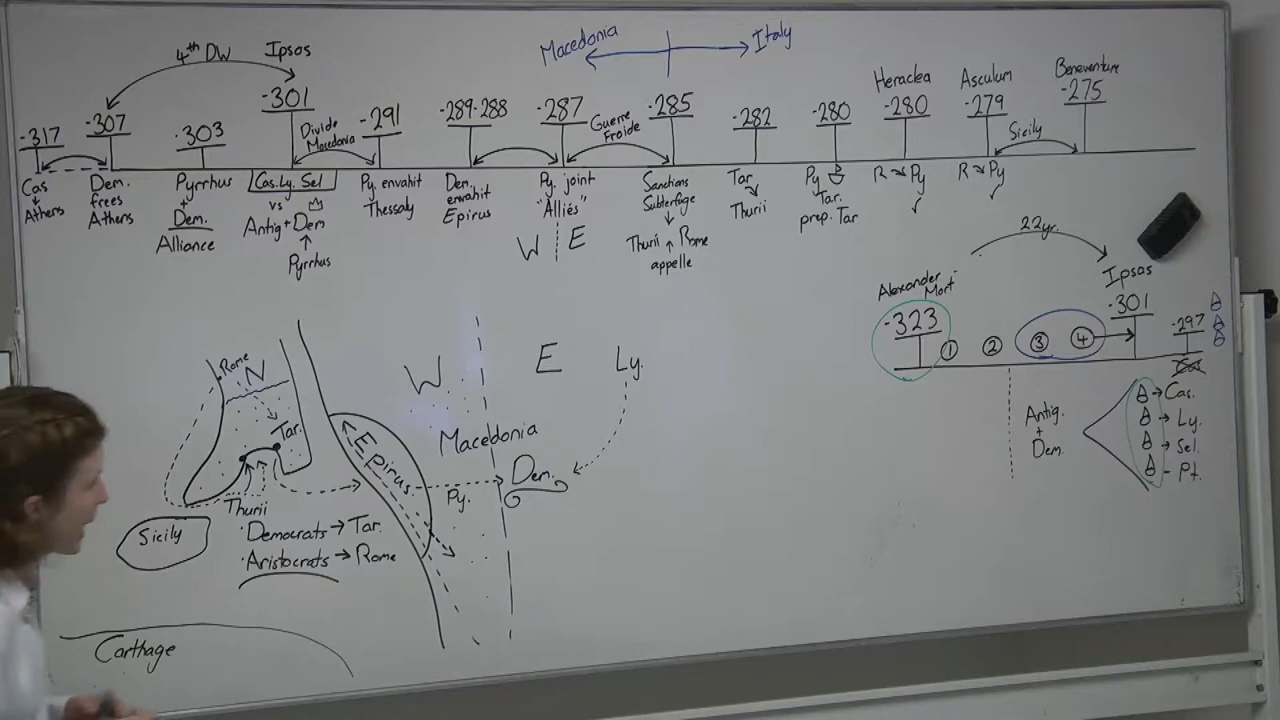 Macedonia
Italy
4th DW
Ipsos
Heraclea
Asculum
Beneventum
-317
-307
-303
-301
Divide
Macedonia
-291
-289-288
-287
Guerre
Froide
-285
-282
-280
-280
-279
Sicily
-275
Cas
Athens
Dem.
frees
Athens
Pyrrhus
+
Dem.
Alliance
Cas. Ly. Sel
vs
Antig + Dem
Pyrrhus
Py. envahit
Thessaly
Dem.
envahit
Epirus
Py. joint
"Alliés"
W E
Sanctions
Subterfuge
Thurii Rome
appelle
Tar
Thurii
Py
Tar.
prep. Tar
R Py
R Py
22yr.
Alexander
Mort
Ipsos
-323
1 2 3 4
-301
-297
Antig.
+
Dem.
Cas.
Ly.
Sel.
Pt.
Rome
N
Tar.
Thurii
Sicily
· Democrats → Tar.
· Aristocrats → Rome
Carthage
Epirus
W E Ly.
Macedonia
Dem.
Py.